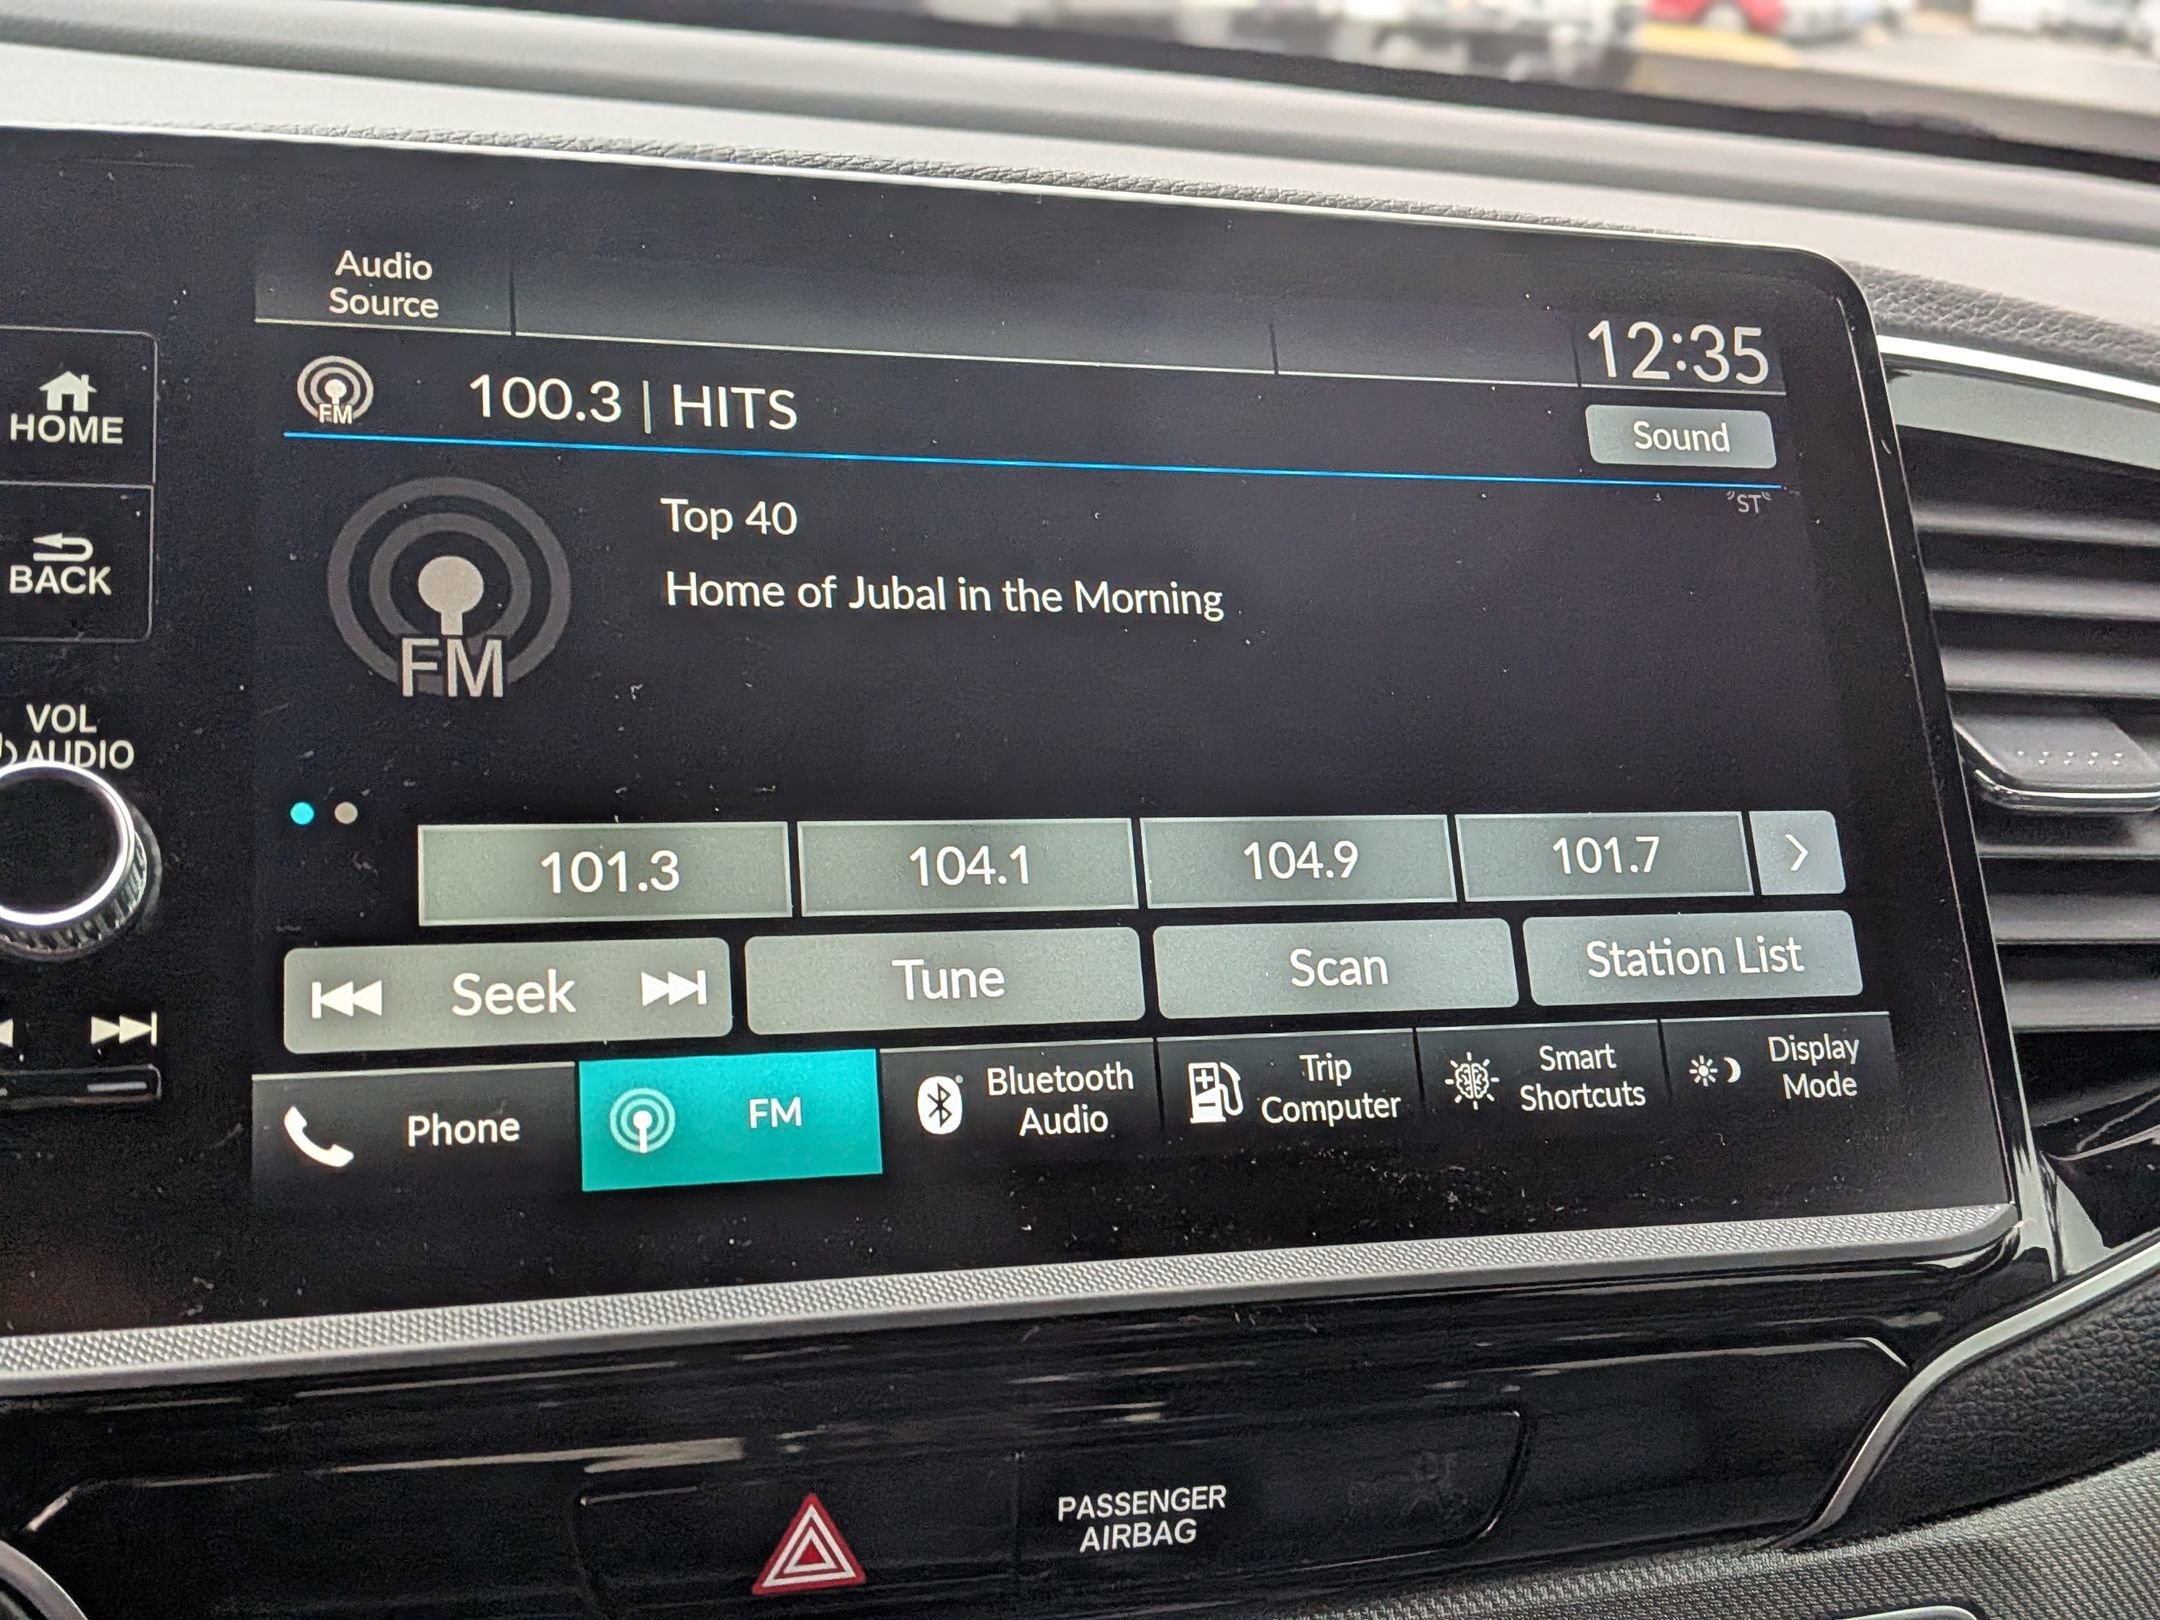 Audio
Source
12:35
FM
100.3 | HITS
Sound
HOME
ST
Top 40
BACK
Home of Jubal in the Morning
FM
VOL
AUDIO
101.3
104.1
104.9
101.7
Seek
Tune
Scan
Station List
Phone
FM
Bluetooth
Audio
Trip
Computer
Smart
Shortcuts
Display
Mode
PASSENGER
AIRBAG